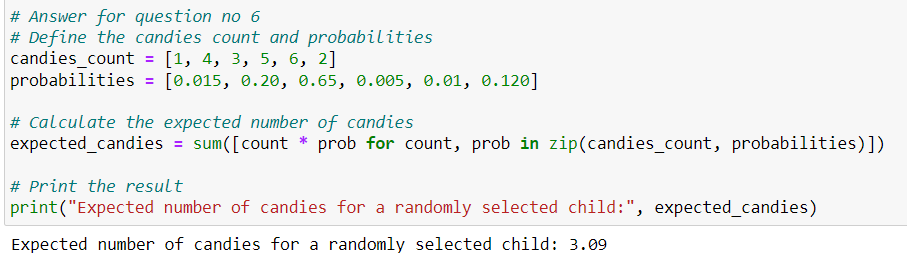 # Answer for question no 6
# Define the candies count and probabilities
candies_count = [1, 4, 3, 5, 6, 2]
probabilities = [0.015, 0.20, 0.65, 0.005, 0.01, 0.120]
# Calculate the expected number of candies
expected_candies = sum([count * prob for count, prob in zip(candies_count, probabilities)])
# Print the result
print("Expected number of candies for a randomly selected child:", expected_candies)
Expected number of candies for a randomly selected child: 3.09